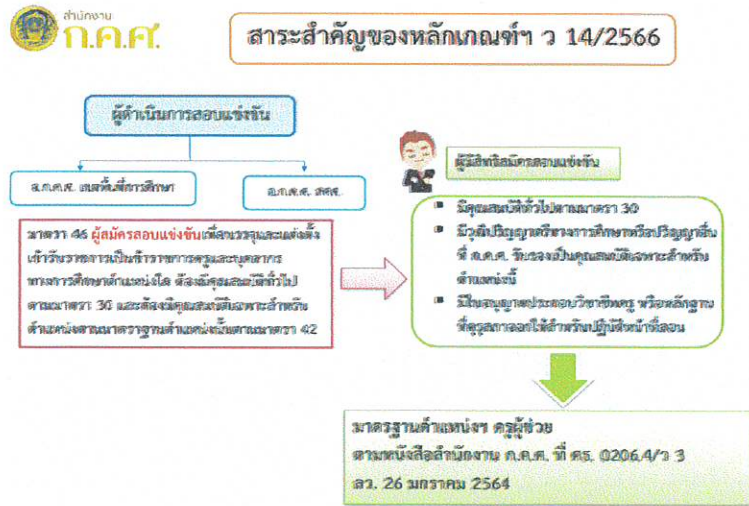 สำนักงาน
ก.ค.ศ.
สาระสำคัญของหลักเกณฑ์ฯ ว 14/2566
ผู้ดำเนินการสอบแข่งขัน
อ.ก.ค.ศ. เขตพื้นที่การศึกษา
อ.ก.ค.ศ. สศศ.
มาตรา 46 ผู้สมัครสอบแข่งขันเพื่อบรรจุและแต่งตั้ง
เข้ารับราชการเป็นข้าราชการครูและบุคลากร
ทางการศึกษาตำแหน่งใด ต้องมีคุณสมบัติทั่วไป
ตามมาตรา 30 และต้องมีคุณสมบัติเฉพาะสำหรับ
ตำแหน่งตามมาตรฐานตำแหน่งนั้นตามมาตรา 42
ผู้มีสิทธิสมัครสอบแข่งขัน
▪ มีคุณสมบัติทั่วไปตามมาตรา 30
▪ มีวุฒิปริญญาตรีทางการศึกษาหรือปริญญาอื่น
ที่ ก.ค.ศ. รับรองเป็นคุณสมบัติเฉพาะสำหรับ
ตำแหน่งนี้
▪ มีใบอนุญาตประกอบวิชาชีพครู หรือหลักฐาน
ที่คุรุสภาออกให้สำหรับปฏิบัติหน้าที่สอน
มาตรฐานตำแหน่งฯ ครูผู้ช่วย
ตามหนังสือสำนักงาน ก.ค.ศ. ที่ ศธ. 0206.4/ว 3
ลว. 26 มกราคม 2564